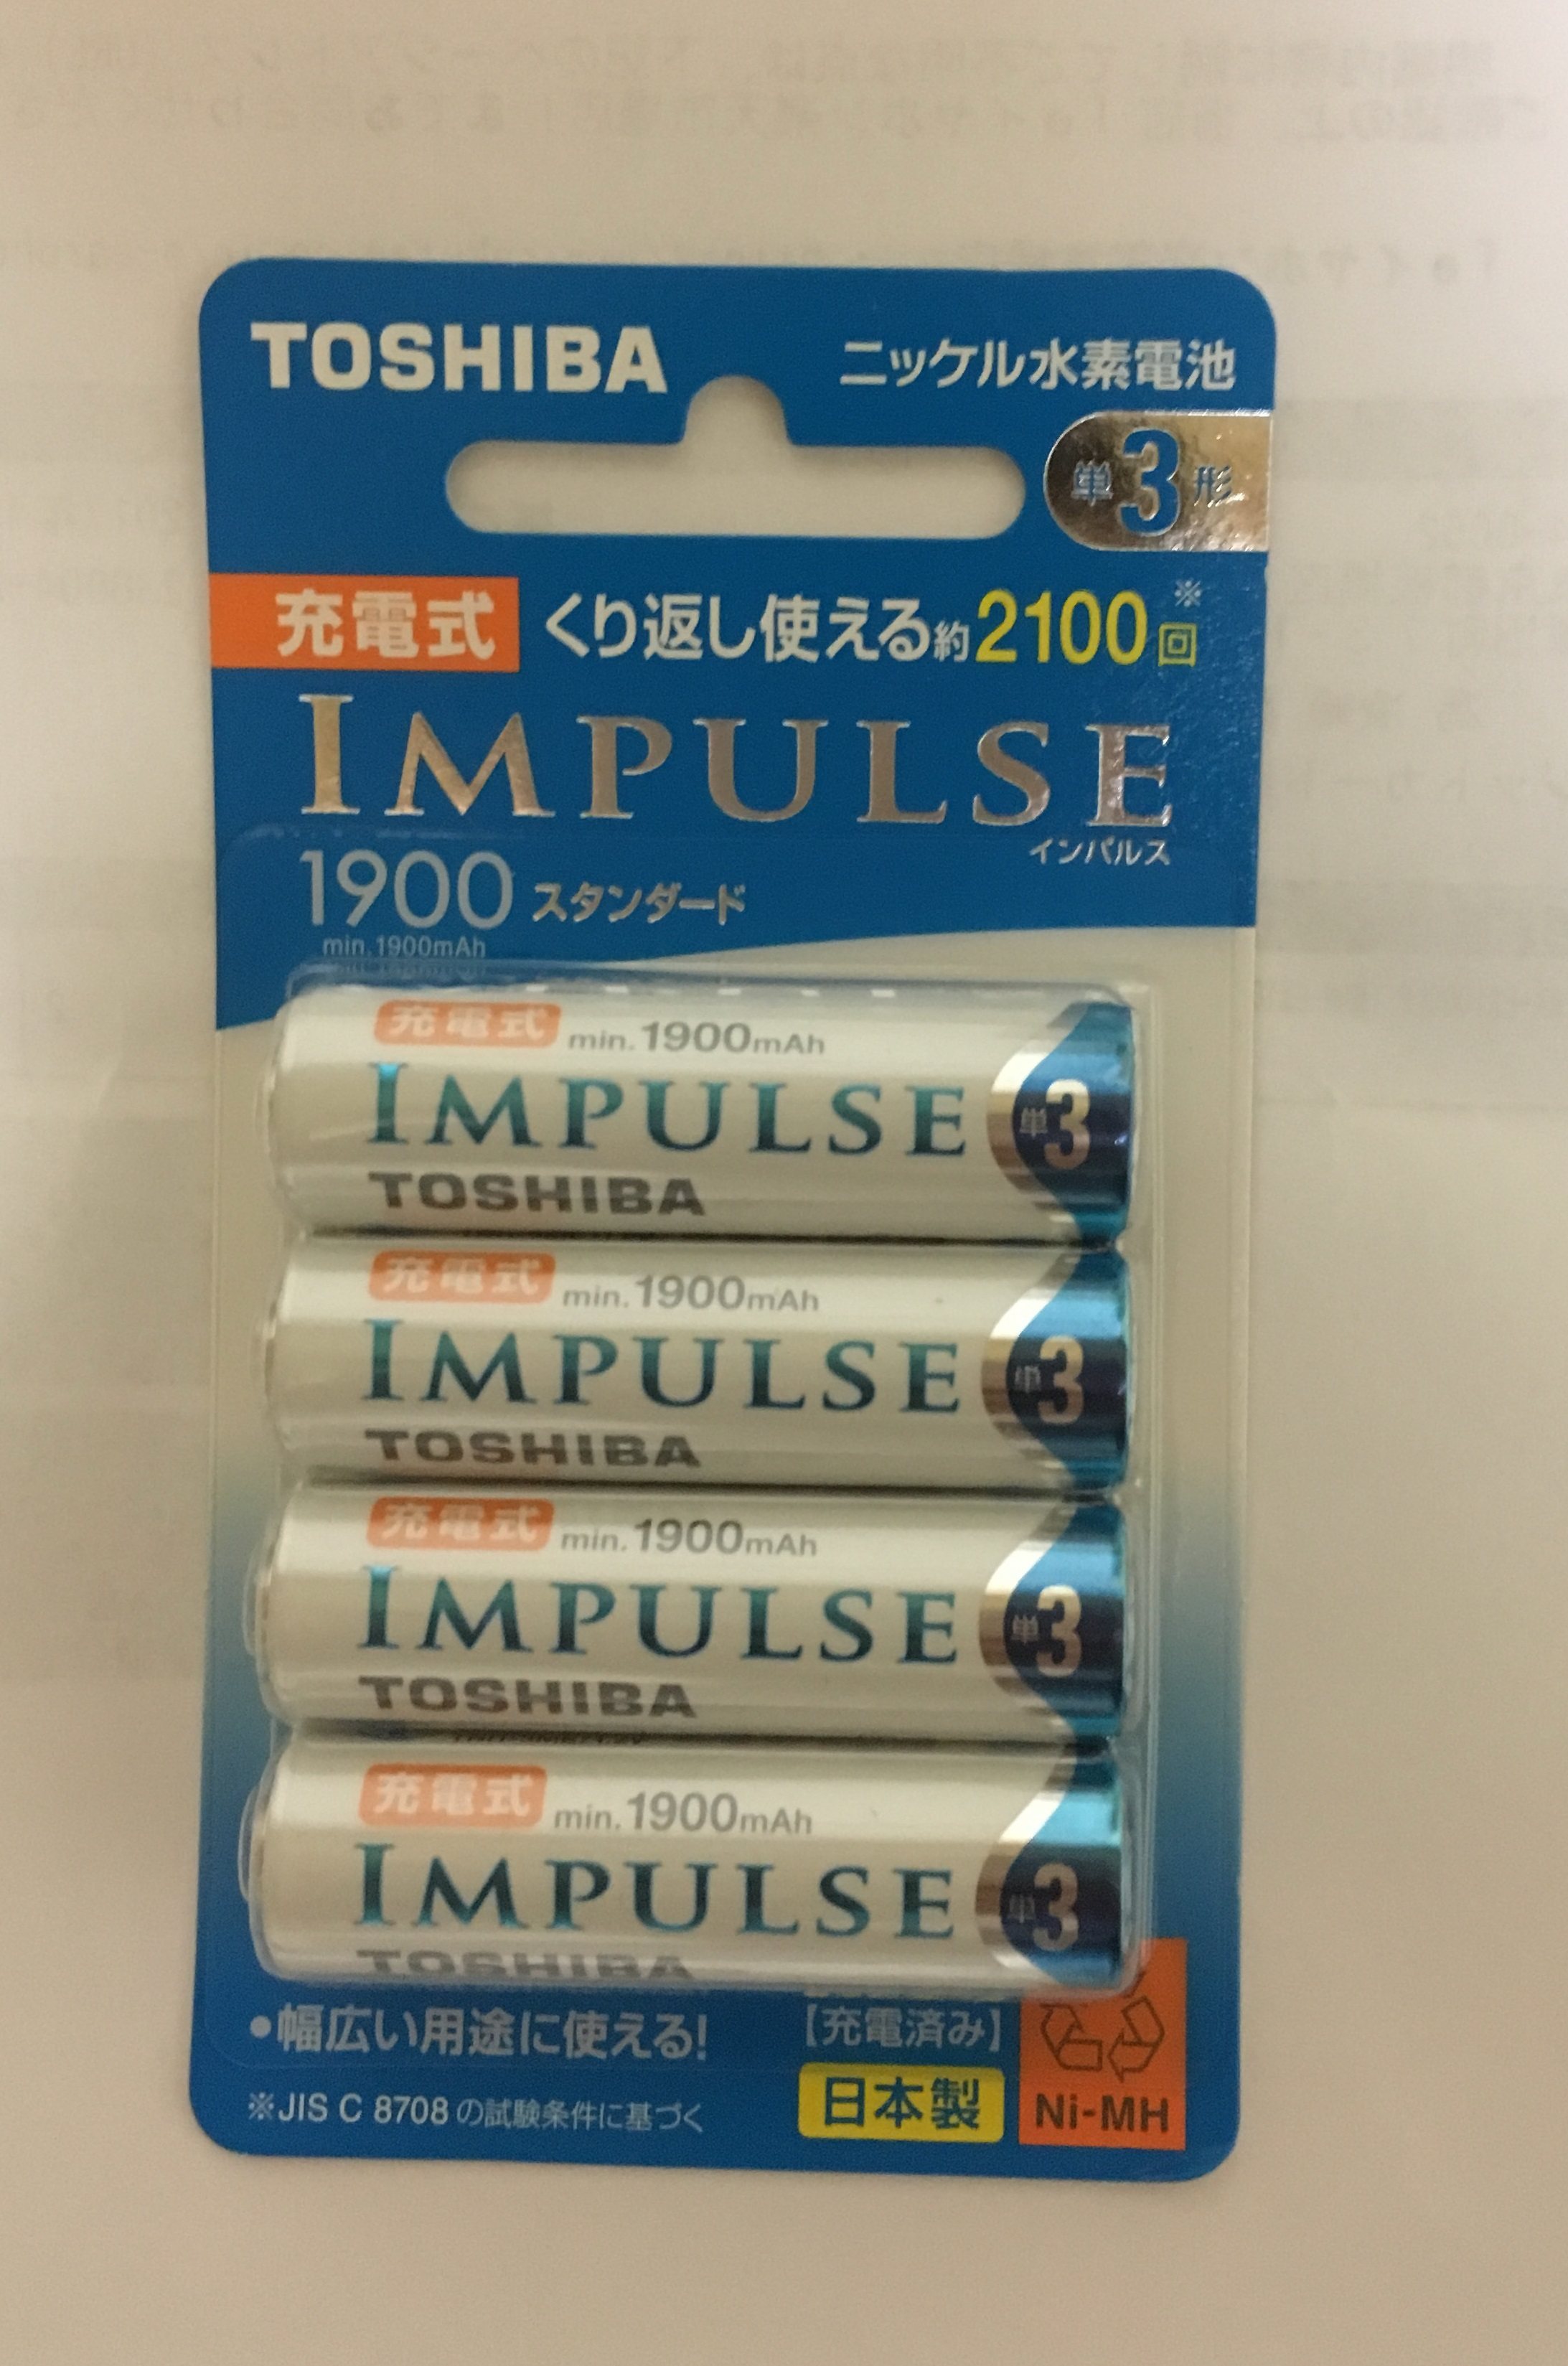 TOSHIBA
ニッケル水素電池
単3形
充電式 くり返し使える約2100回※
IMPULSE
インパルス
1900 スタンダード
min.1900mAh
充電式 min.1900mAh
IMPULSE
TOSHIBA
単3
充電式 min.1900mAh
IMPULSE
TOSHIBA
単3
充電式 min.1900mAh
IMPULSE
TOSHIBA
単3
充電式 min.1900mAh
IMPULSE
TOSHIBA
単3
•幅広い用途に使える!
※JIS C 8708の試験条件に基づく
【充電済み】
日本製
Ni-MH